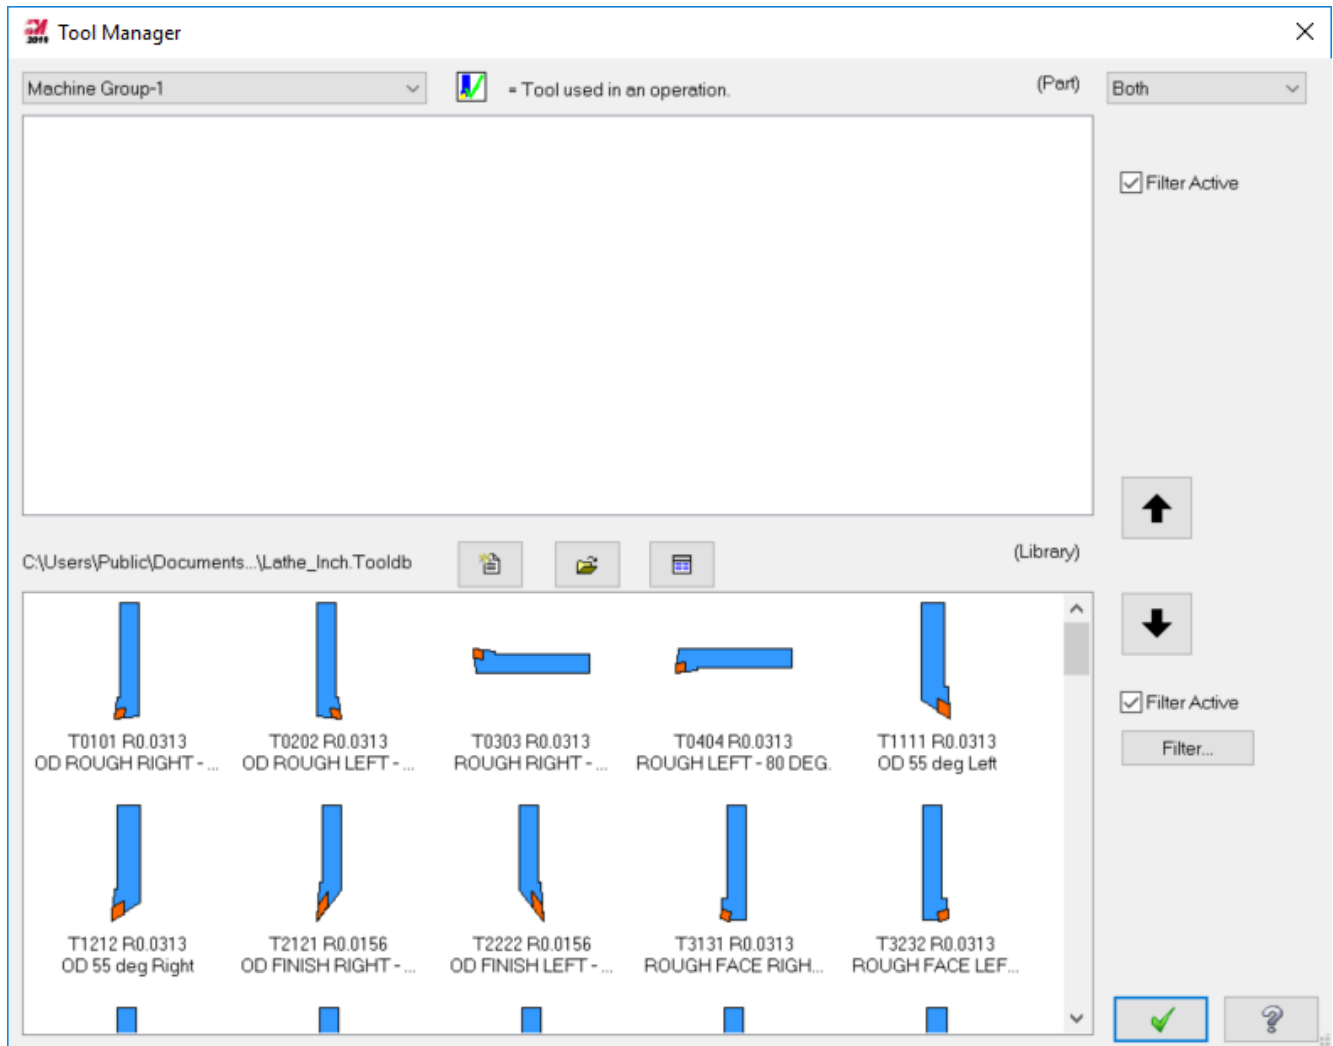 2019
Tool Manager
Machine Group-1
= Tool used in an operation.
(Part)
Both
Filter Active
C:\Users\Public\Documents...\Lathe_Inch.Tooldb
(Library)
T0101 R0.0313
OD ROUGH RIGHT - ...
T0202 R0.0313
OD ROUGH LEFT - ...
T0303 R0.0313
ROUGH RIGHT - ...
T0404 R0.0313
ROUGH LEFT - 80 DEG.
T1111 R0.0313
OD 55 deg Left
Filter Active
Filter...
T1212 R0.0313
OD 55 deg Right
T2121 R0.0156
OD FINISH RIGHT - ...
T2222 R0.0156
OD FINISH LEFT - ...
T3131 R0.0313
ROUGH FACE RIGH...
T3232 R0.0313
ROUGH FACE LEF...